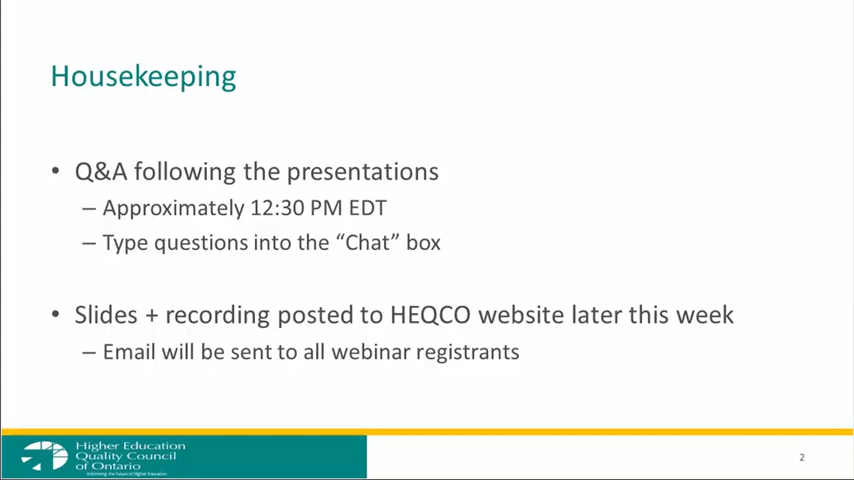 Housekeeping
• Q&A following the presentations
– Approximately 12:30 PM EDT
– Type questions into the “Chat” box
• Slides + recording posted to HEQCO website later this week
– Email will be sent to all webinar registrants
Higher Education
Quality Council
of Ontario
Informing the Future of Higher Education
2